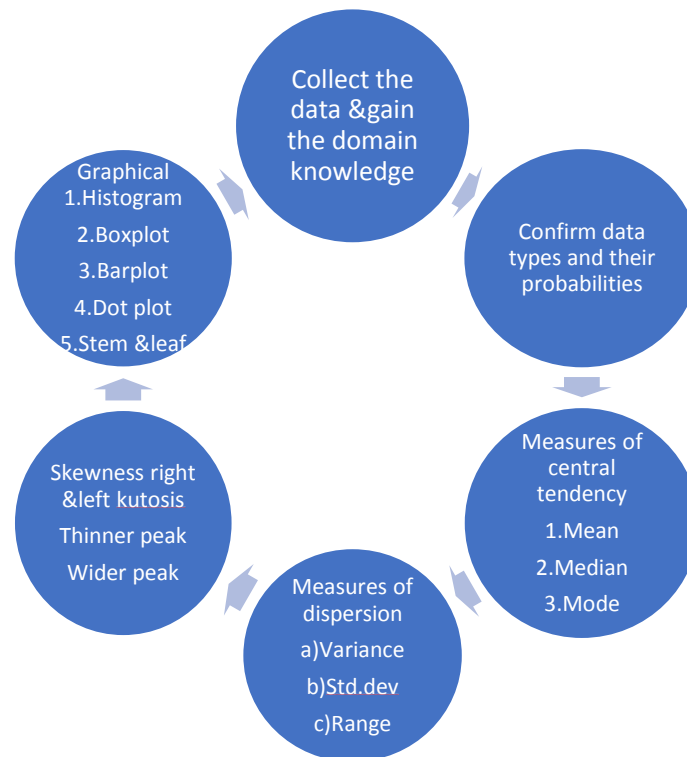 Collect the
data &gain
the domain
knowledge
Confirm data
types and their
probabilities
Measures of
central
tendency
1.Mean
2.Median
3.Mode
Measures of
dispersion
a)Variance
b)Std.dev
c)Range
Skewness right
&left kutosis
Thinner peak
Wider peak
Graphical
1.Histogram
2.Boxplot
3.Barplot
4.Dot plot
5.Stem &leaf